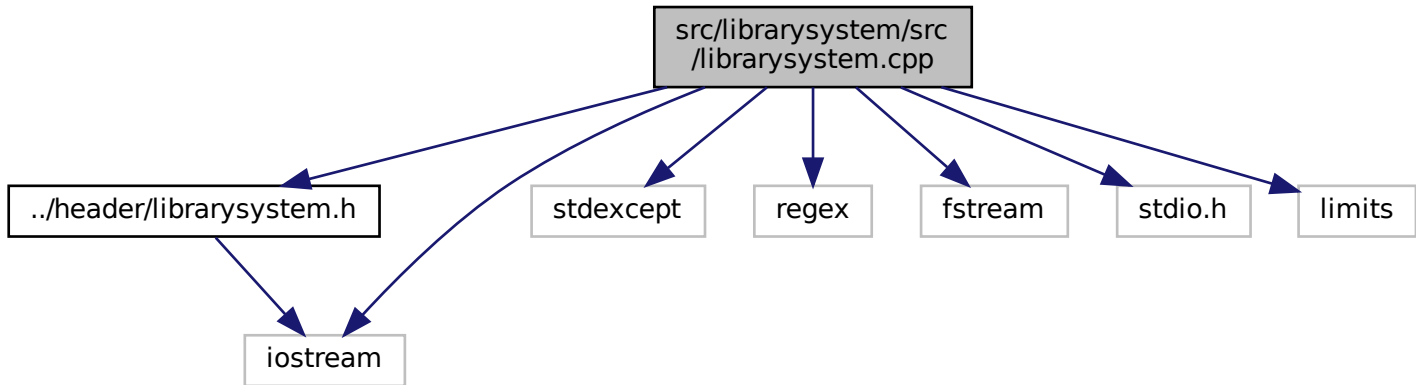 src/librarysystem/src
/librarysystem.cpp
../header/librarysystem.h
stdexcept
regex
fstream
stdio.h
limits
iostream